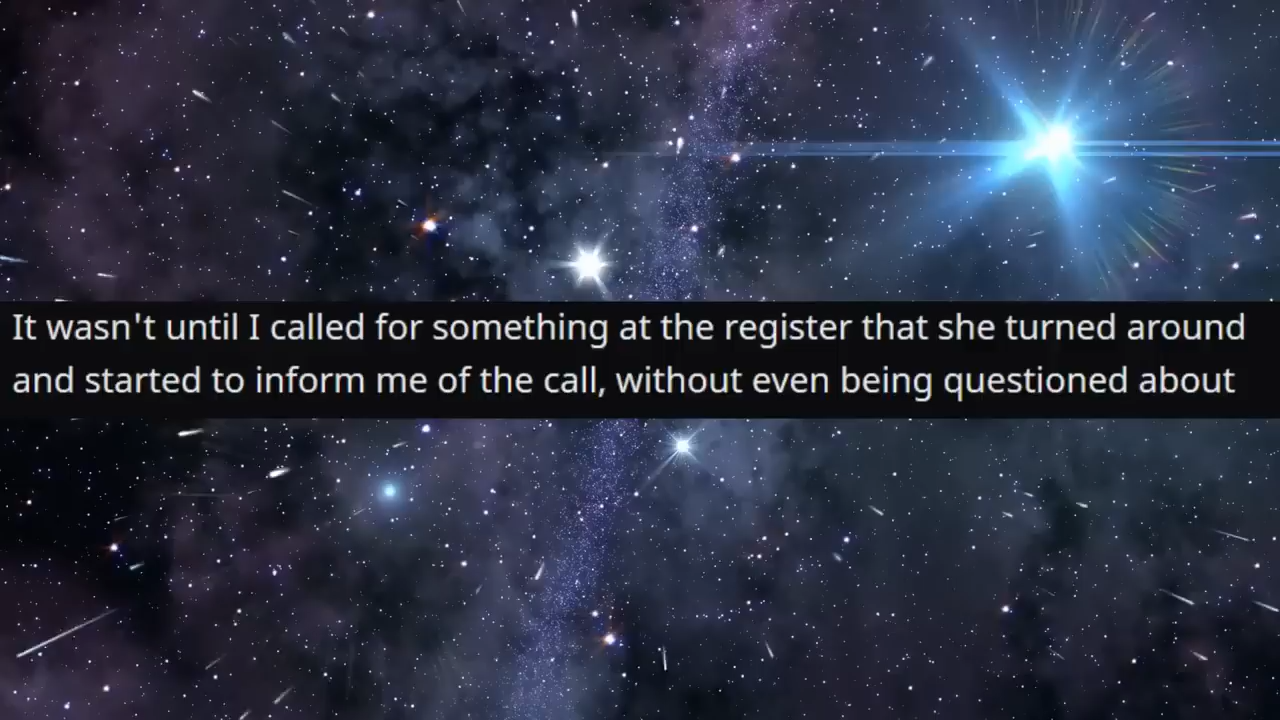 It wasn't until I called for something at the register that she turned around
and started to inform me of the call, without even being questioned about